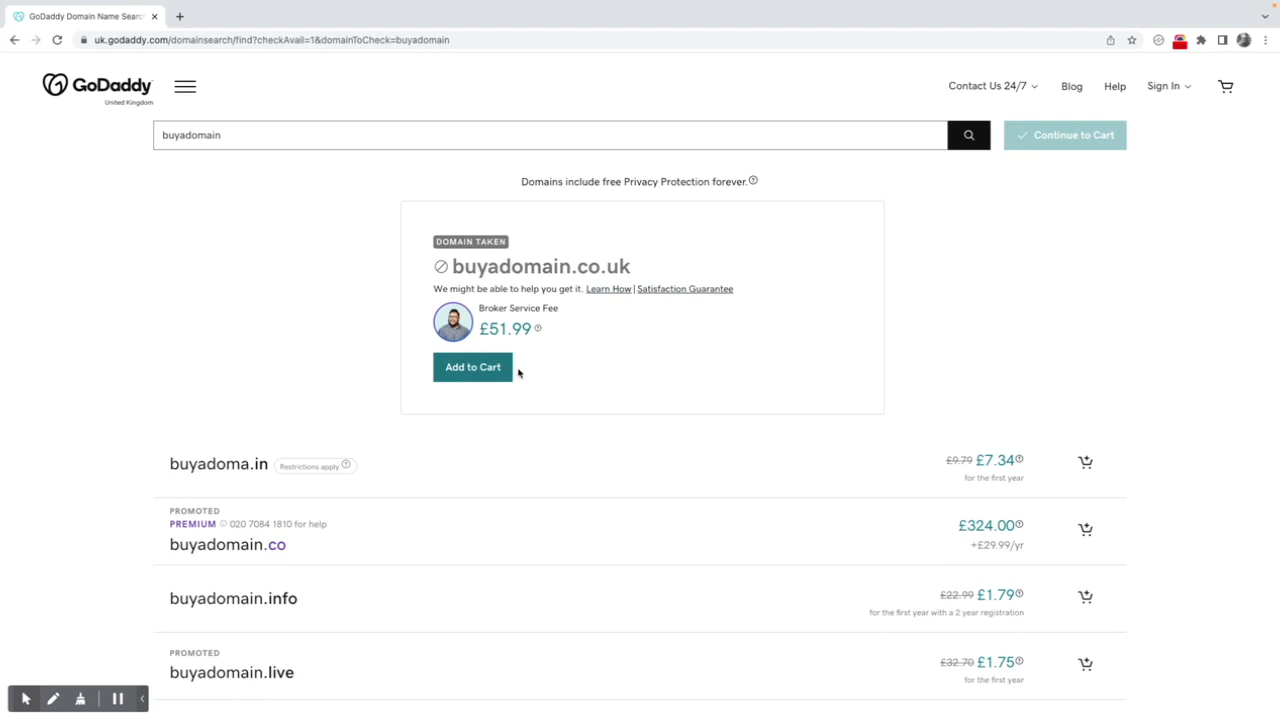 GoDaddy Domain Name Searc
uk.godaddy.com/domainsearch/find?checkAvail=1&domainToCheck=buyadomain
GoDaddy
United Kingdom
Contact Us 24/7
Blog
Help
Sign In
buyadomain
Continue to Cart
Domains include free Privacy Protection forever.
DOMAIN TAKEN
buyadomain.co.uk
We might be able to help you get it. Learn How | Satisfaction Guarantee
Broker Service Fee
£51.99
Add to Cart
buyadoma.in Restrictions apply.
£9.79 £7.34
for the first year
PROMOTED
PREMIUM 020 7084 1810 for help
buyadomain.co
£324.00
+£29.99/yr
buyadomain.info
£22.99 £1.79
for the first year with a 2 year registration
PROMOTED
buyadomain.live
£32.70 £1.75
for the first year